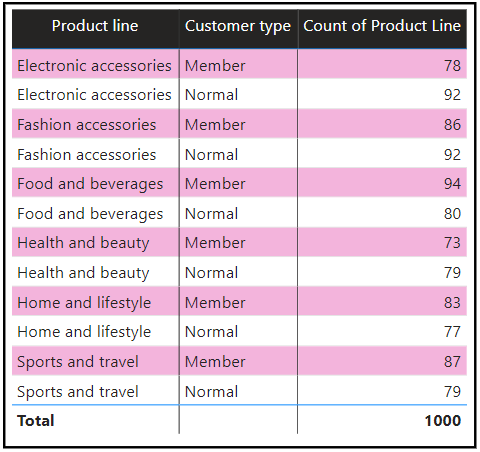 Product line Customer type Count of Product Line
Electronic accessories Member 78
Electronic accessories Normal 92
Fashion accessories Member 86
Fashion accessories Normal 92
Food and beverages Member 94
Food and beverages Normal 80
Health and beauty Member 73
Health and beauty Normal 79
Home and lifestyle Member 83
Home and lifestyle Normal 77
Sports and travel Member 87
Sports and travel Normal 79
Total 1000